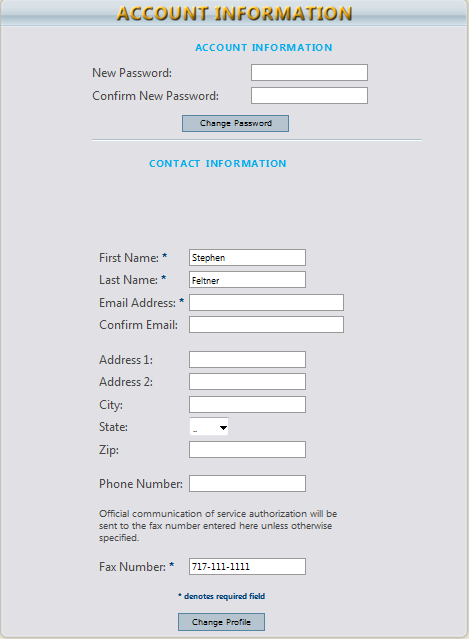 ACCOUNT INFORMATION
ACCOUNT INFORMATION
New Password:
Confirm New Password:
Change Password
CONTACT INFORMATION
First Name: * Stephen
Last Name: * Feltner
Email Address: *
Confirm Email:
Address 1:
Address 2:
City:
State: --
Zip:
Phone Number:
Official communication of service authorization will be
sent to the fax number entered here unless otherwise
specified.
Fax Number: * 717-111-1111
* denotes required field
Change Profile